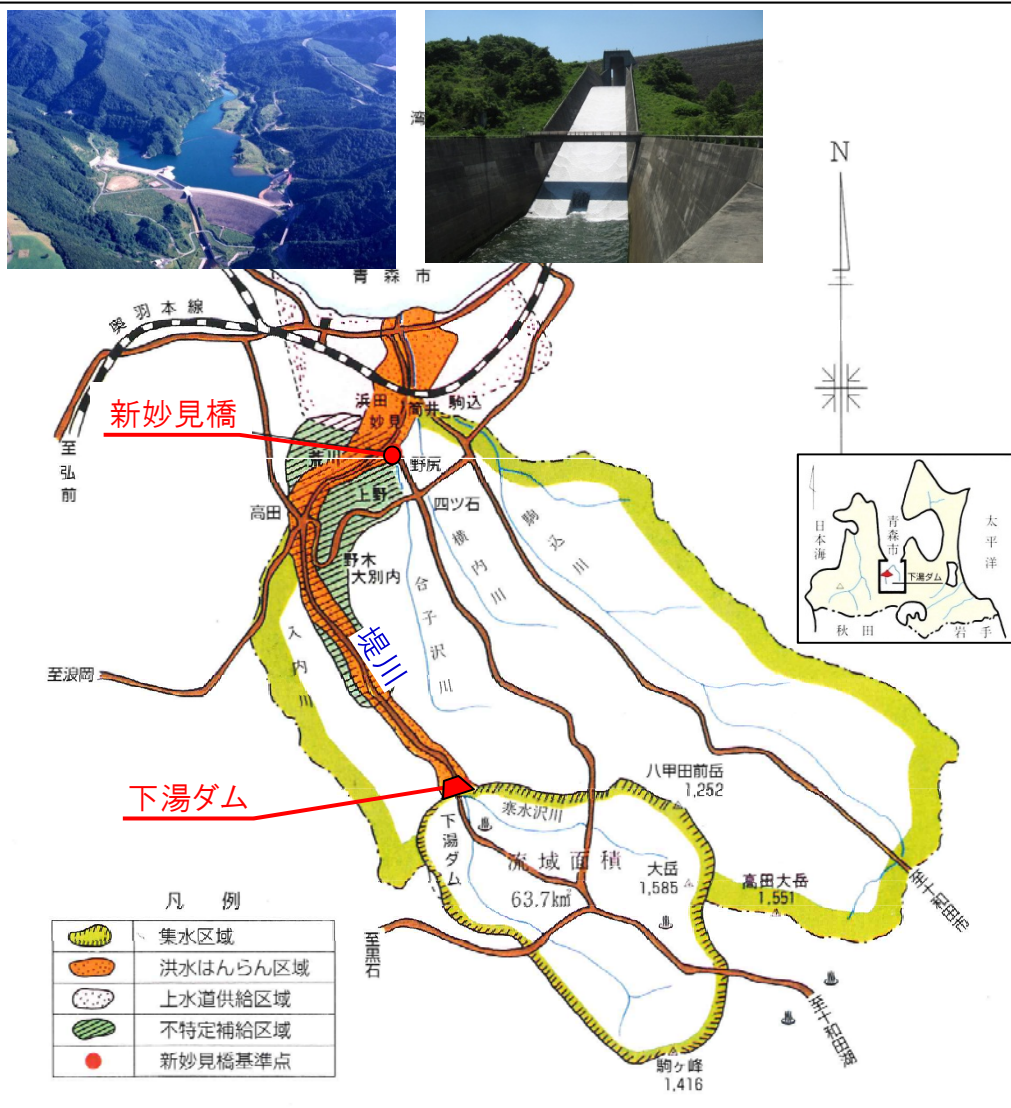 湾
N
青森市
奥羽本線
浜田
妙見
筒井
駒込
新妙見橋
至弘前
荒川
野尻
上野
四ツ石
高田
横内川
駒込川
野木
大別内
合子沢川
入内川
堤川
至浪岡
日本海
青森市
太平洋
下湯ダム
秋田
岩手
八甲田前岳
1,252
下湯ダム
寒水沢川
下湯ダム
流域面積
63.7k㎡
大岳
1,585
高田大岳
1,551
至十和田市
至黒石
至十和田湖
駒ヶ峰
1,416
凡例
集水区域
洪水はんらん区域
上水道供給区域
不特定補給区域
新妙見橋基準点